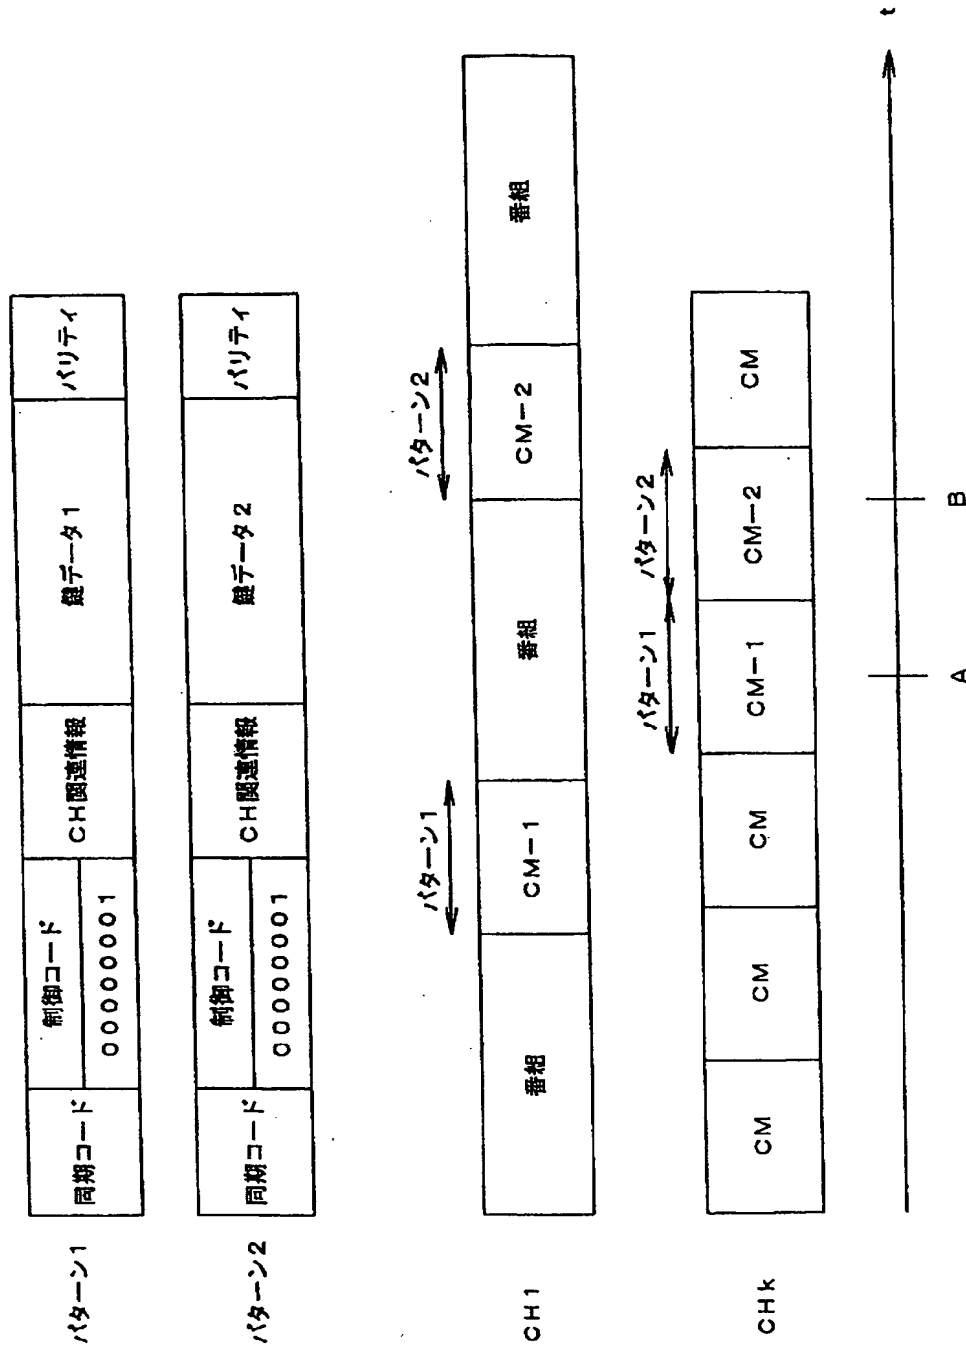 パターン1
同期コード
制御コード
00000001
CH関連情報
鍵データ1
パリティ
パターン2
同期コード
制御コード
00000001
CH関連情報
鍵データ2
パリティ
パターン1
パターン2
CH1
番組
CM-1
番組
CM-2
番組
パターン1
パターン2
CHk
CM
CM
CM
CM-1
CM-2
CM
A
B
t